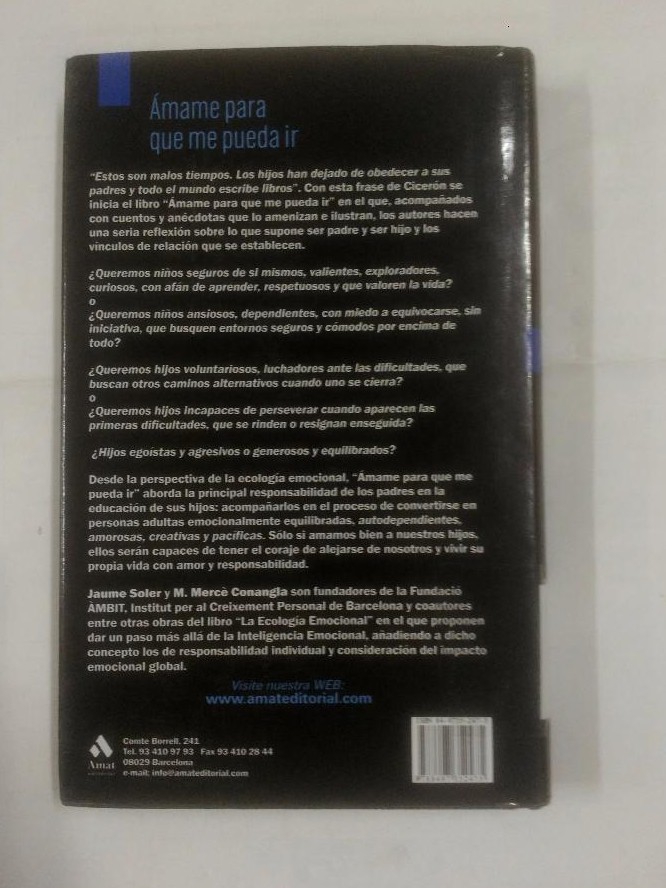 Ámame para
que me pueda ir
"Estos son malos tiempos. Los hijos han dejado de obedecer a sus
padres y todo el mundo escribe libros". Con esta frase de Cicerón se
inicia el libro "Ámame para que me pueda ir" en el que, acompañados
con cuentos y anécdotas que lo amenizan e ilustran, los autores hacen
una seria reflexión sobre lo que supone ser padre y ser hijo y los
vínculos de relación que se establecen.
¿Queremos niños seguros de sí mismos, valientes, exploradores,
curiosos, con afán de aprender, respetuosos y que valoren la vida?
o
¿Queremos niños ansiosos, dependientes, con miedo a equivocarse, sin
iniciativa, que busquen entornos seguros y cómodos por encima de
todo?
¿Queremos hijos voluntariosos, luchadores ante las dificultades, que
buscan otros caminos alternativos cuando uno se cierra?
o
¿Queremos hijos incapaces de perseverar cuando aparecen las
primeras dificultades, que se rinden o resignan enseguida?
¿Hijos egoístas y agresivos o generosos y equilibrados?
Desde la perspectiva de la ecología emocional, "Ámame para que me
pueda ir" aborda la principal responsabilidad de los padres en la
educación de sus hijos: acompañarlos en el proceso de convertirse en
personas adultas emocionalmente equilibradas, autodependientes,
amorosas, creativas y pacíficas. Sólo si amamos bien a nuestros hijos,
ellos serán capaces de tener el coraje de alejarse de nosotros y vivir su
propia vida con amor y responsabilidad.
Jaume Soler y M. Mercè Conangla son fundadores de la Fundació
ÀMBIT, Institut per al Creixement Personal de Barcelona y coautores
entre otras obras del libro "La Ecología Emocional" en el que proponen
dar un paso más allá de la Inteligencia Emocional, añadiendo a dicho
concepto los de responsabilidad individual y consideración del impacto
emocional global.
Visite nuestra WEB:
www.amateditorial.com
Amat
Comte Borrell, 241
Tel. 93 410 97 93 Fax 93 410 28 44
08029 Barcelona
e-mail: info@amateditorial.com
ISBN